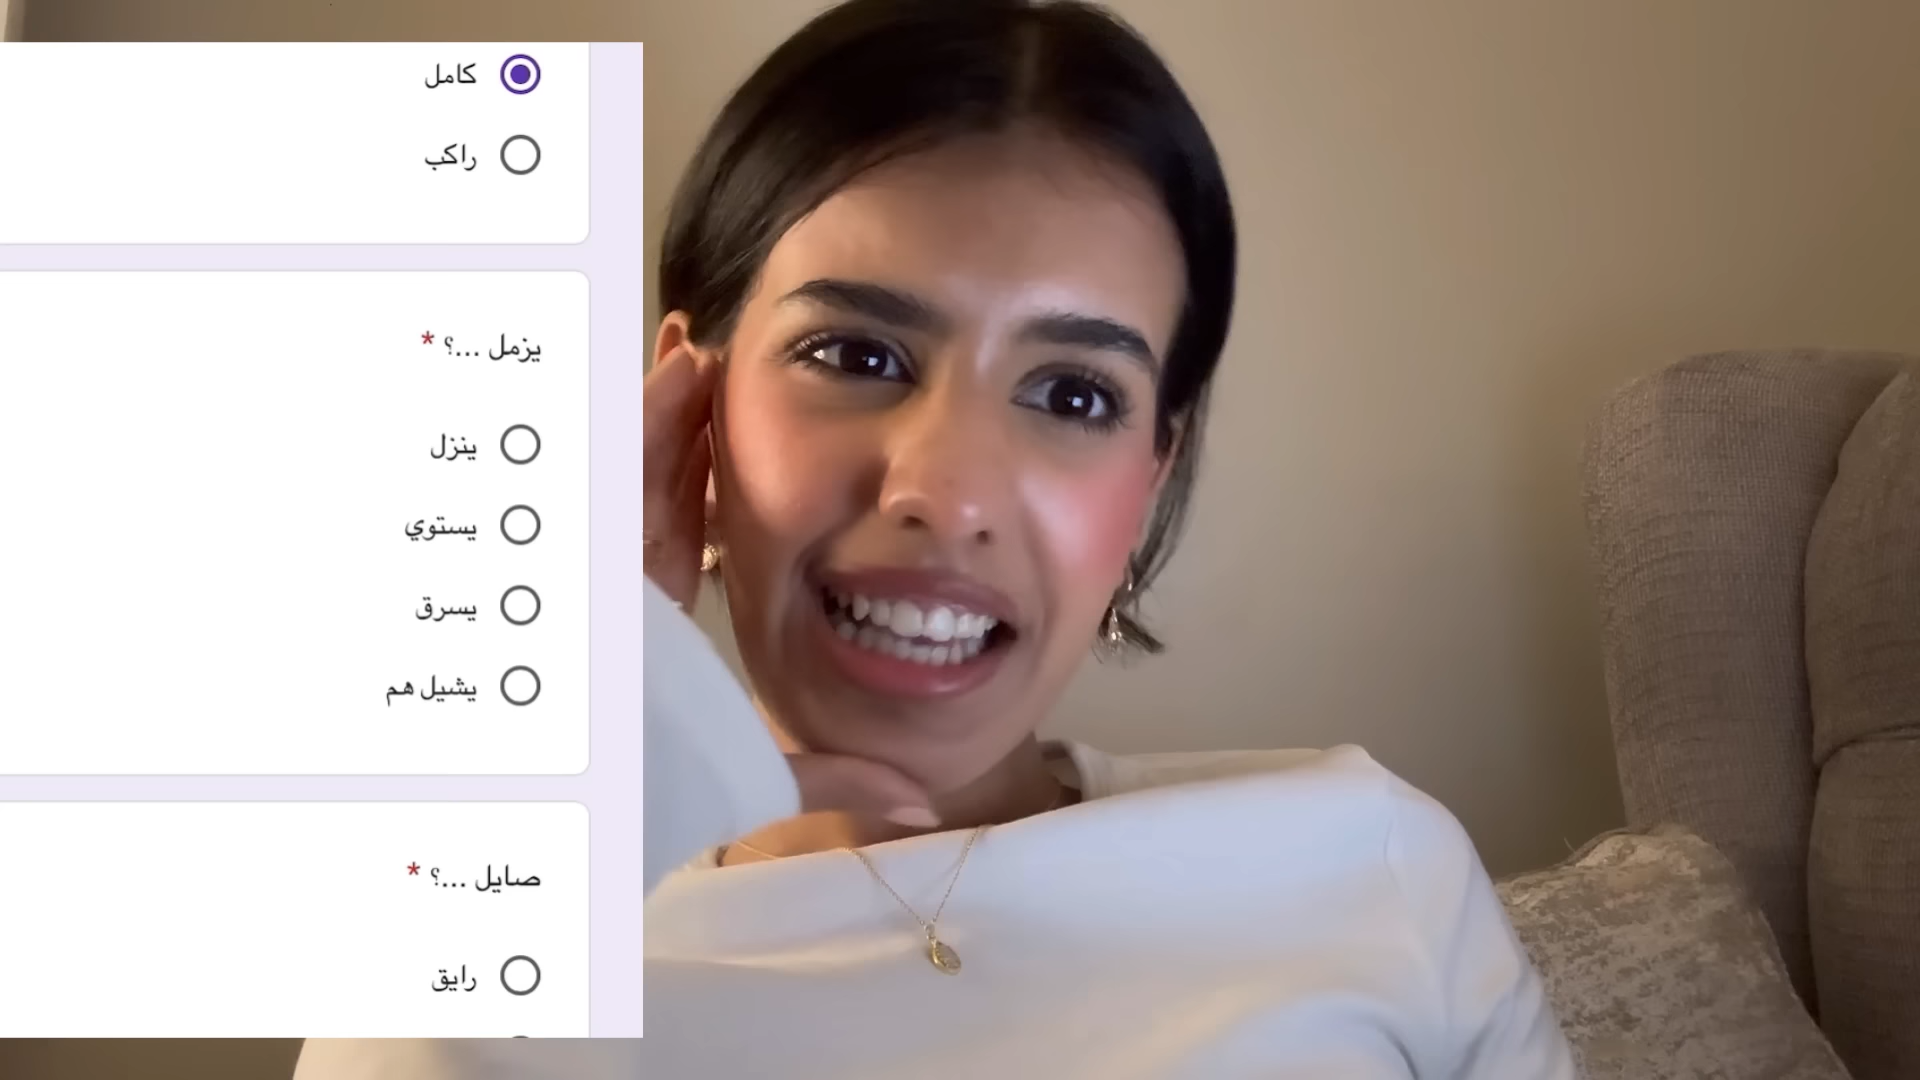 كامل
راكب
يزمل ...؟ *
ينزل
يستوي
يسرق
يشيل هم
صايل ...؟ *
رايق